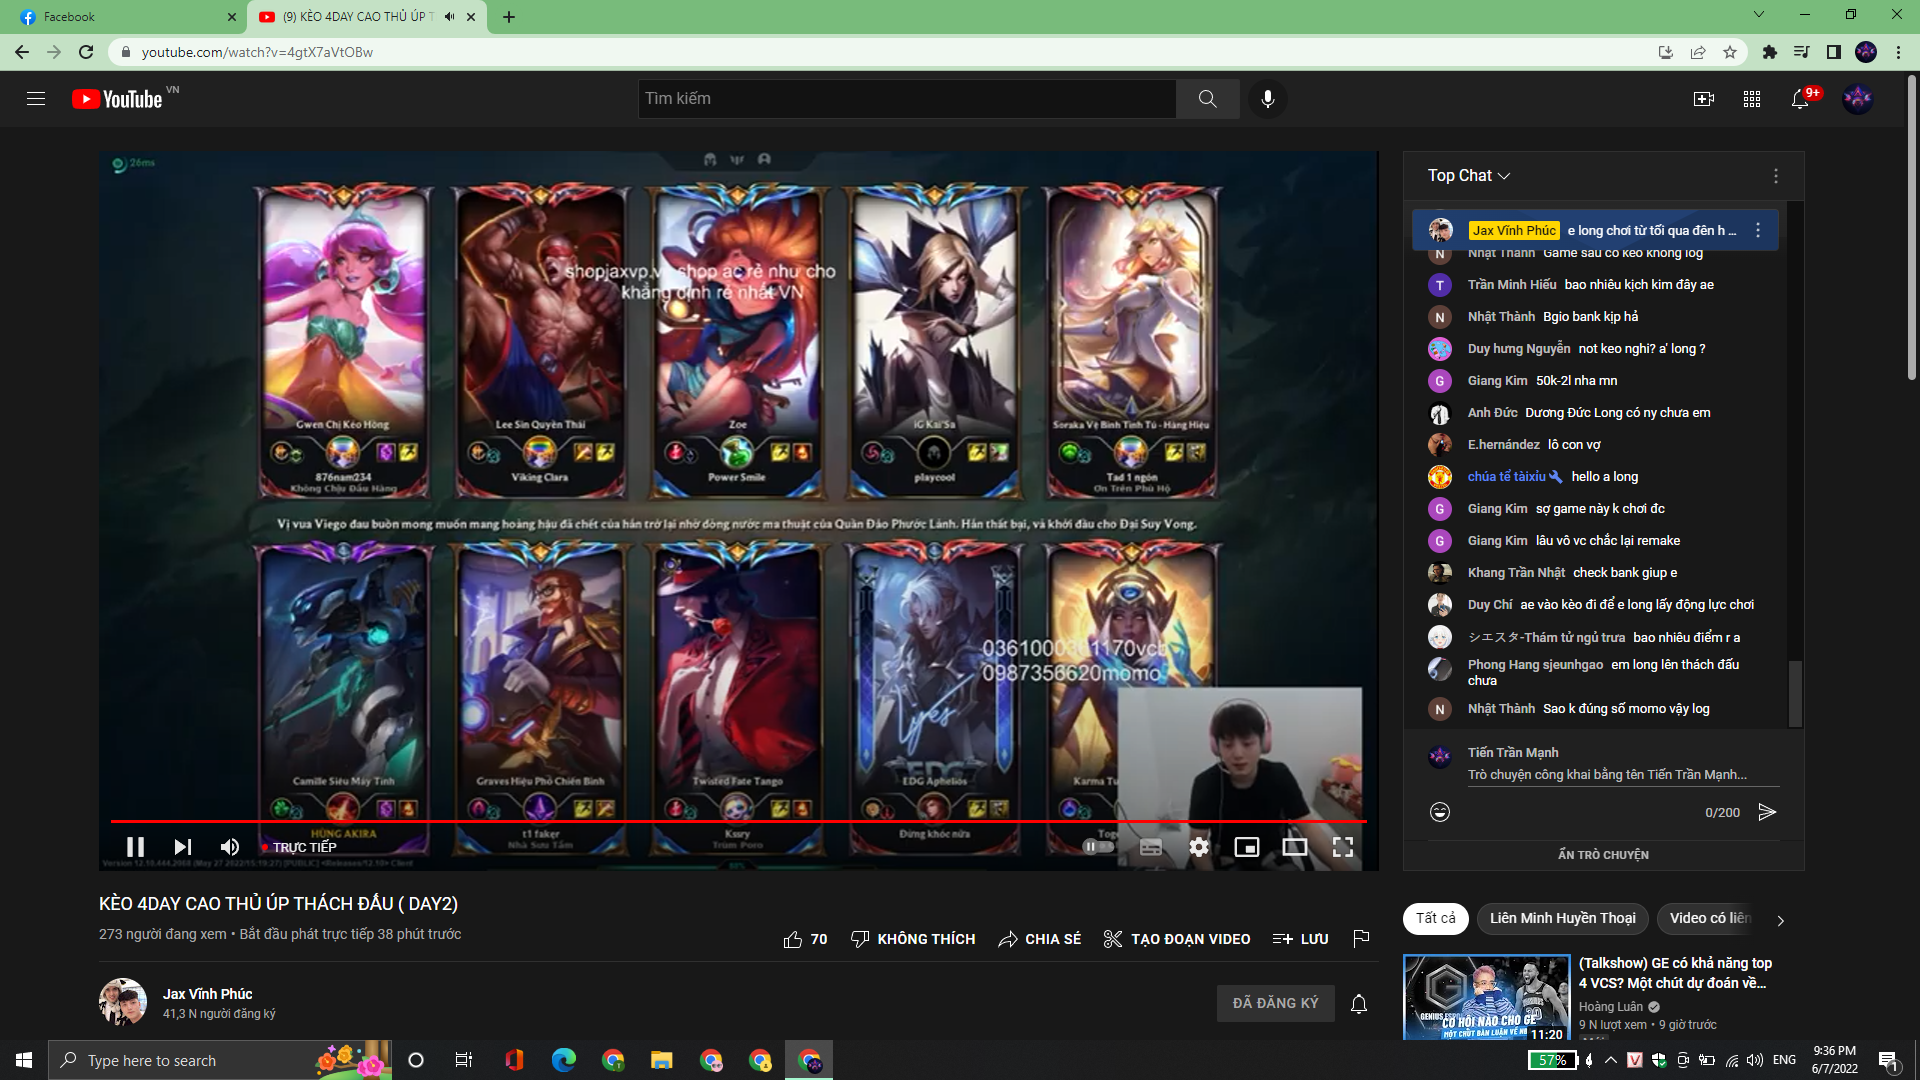 Facebook
(9) KÈO 4DAY CAO THỦ ÚP T
youtube.com/watch?v=4gtX7aVtOBw
YouTube VN
Tìm kiếm
9+
26ms
shopjaxvp.vn shop ac rẻ như cho
khẳng định rẻ nhất VN
Gwen Chị Kéo Hồng
Lee Sin Quyền Thái
Zoe
iG Kai'Sa
Soraka Vệ Binh Tinh Tú - Hàng Hiệu
876nam234
Viking Clara
Power Smile
playcool
Tad 1 ngón
Không Chịu Đầu Hàng
Ơn Trên Phù Hộ
Vị vua Viego đau buồn mong muốn mang hoàng hậu đã chết của hắn trở lại nhờ dòng nước ma thuật của Quần Đảo Phước Lành. Hắn thất bại, và khởi đầu cho Đại Suy Vong.
0987356620momo
Camille Siêu Máy Tính
Graves Hiệu Phó Chiến Binh
Twisted Fate Tango
EDG Aphelios
Karma Tu
HÙNG AKIRA
t1 faker
Kssry
Đừng khóc nữa
Nhà Sưu Tầm
Trùm Poro
TRỰC TIẾP
Top Chat
Jax Vĩnh Phúc e long chơi từ tối qua đên h ...
N Nhật Thành Game sau có kèo không log
T Trần Minh Hiếu bao nhiêu kịch kim đây ae
N Nhật Thành Bgio bank kịp hả
Duy hưng Nguyễn not keo nghi? a' long ?
G Giang Kim 50k-2l nha mn
Anh Đức Dương Đức Long có ny chưa em
E.hernández lô con vợ
chúa tể tàixỉu hello a long
G Giang Kim sợ game này k chơi đc
G Giang Kim lâu vô vc chắc lại remake
Khang Trần Nhật check bank giup e
Duy Chí ae vào kèo đi để e long lấy động lực chơi
シエスタ-Thám tử ngủ trưa bao nhiêu điểm r a
Phong Hang sjeunhgao em long lên thách đấu
chưa
N Nhật Thành Sao k đúng số momo vậy log
Tiến Trần Mạnh
Trò chuyện công khai bằng tên Tiến Trần Mạnh...
0/200
ẨN TRÒ CHUYỆN
KÈO 4DAY CAO THỦ ÚP THÁCH ĐẤU ( DAY2)
273 người đang xem • Bắt đầu phát trực tiếp 38 phút trước
70 KHÔNG THÍCH CHIA SẺ TẠO ĐOẠN VIDEO LƯU
Jax Vĩnh Phúc
41,3 N người đăng ký
ĐÃ ĐĂNG KÝ
Tất cả Liên Minh Huyền Thoại Video có liên
(Talkshow) GE có khả năng top
4 VCS? Một chút dự đoán về...
Hoàng Luân
9 N lượt xem • 9 giờ trước
CƠ HỘI NÀO CHO GE
11:20
Type here to search
57%
ENG
9:36 PM
6/7/2022
1